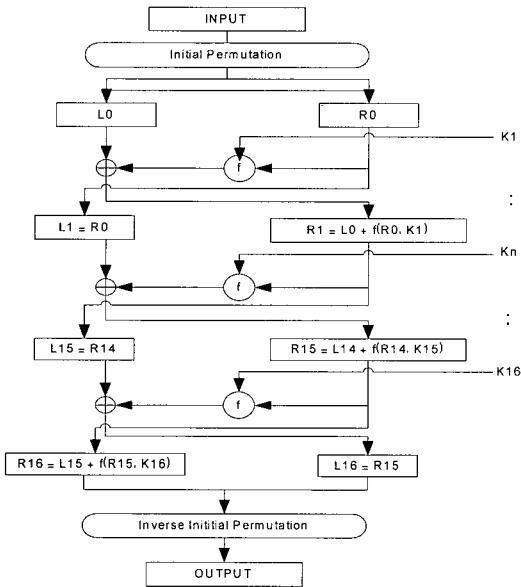 INPUT
Initial Permutation
L0
R0
K1
f
:
L1 = R0
R1 = L0 + f(R0, K1)
Kn
f
:
L15 = R14
R15 = L14 + f(R14, K15)
K16
f
R16 = L15 + f(R15, K16)
L16 = R15
Inverse Inititial Permutation
OUTPUT